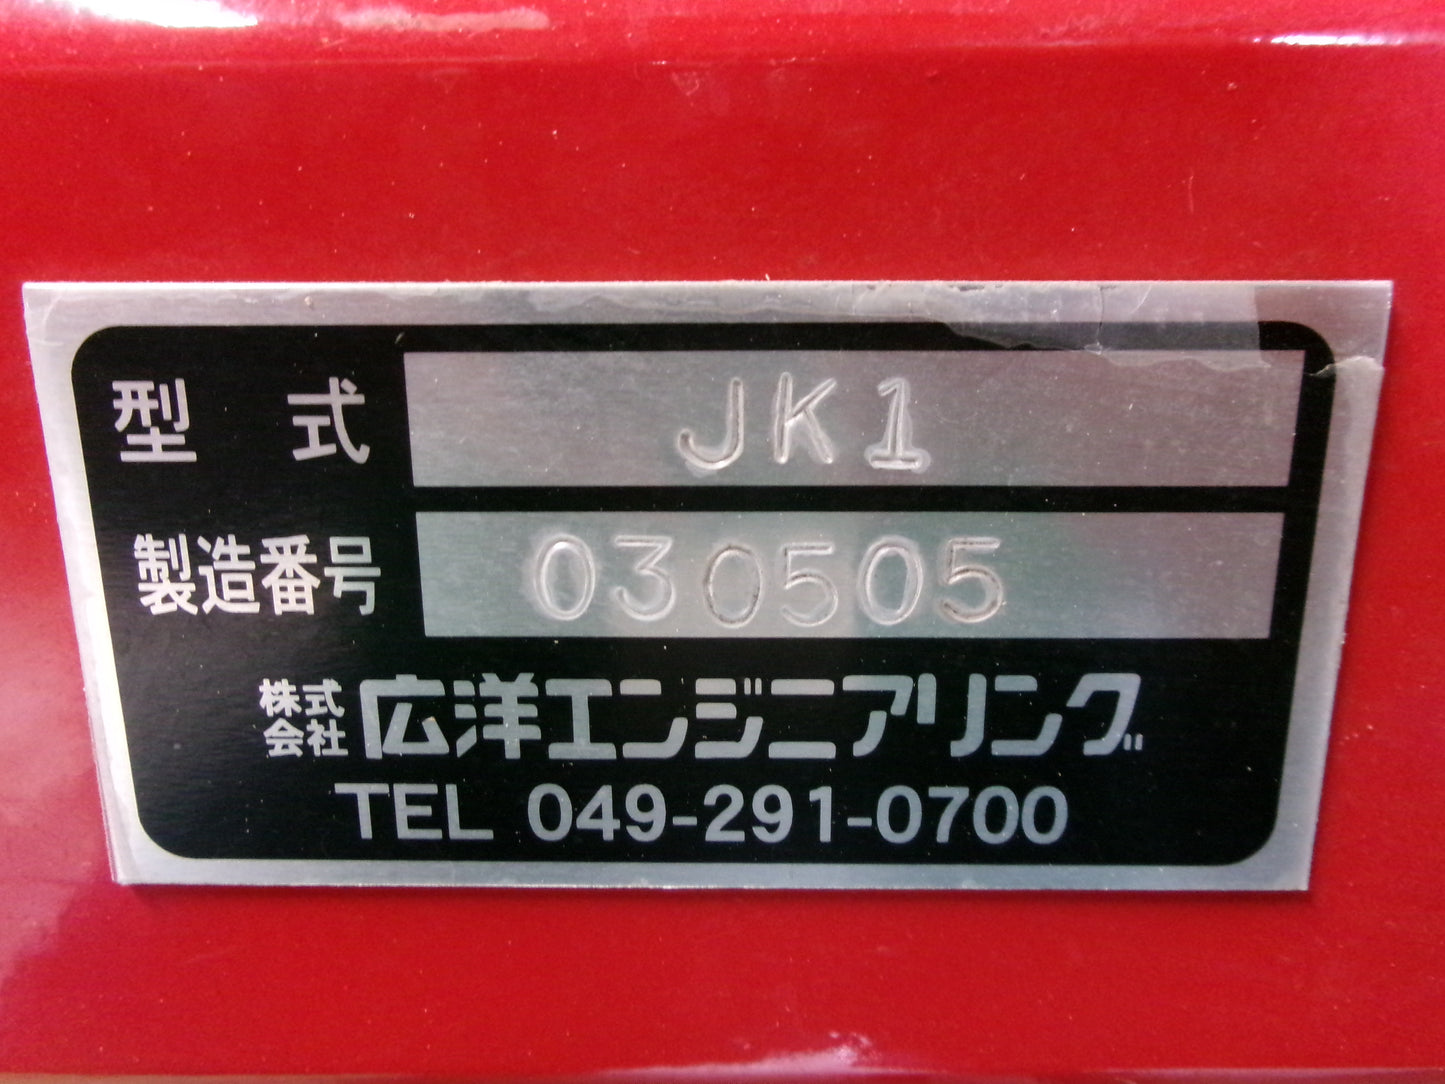 型式 JK1
製造番号 030505
株式会社 広洋エンジニアリング
TEL 049-291-0700